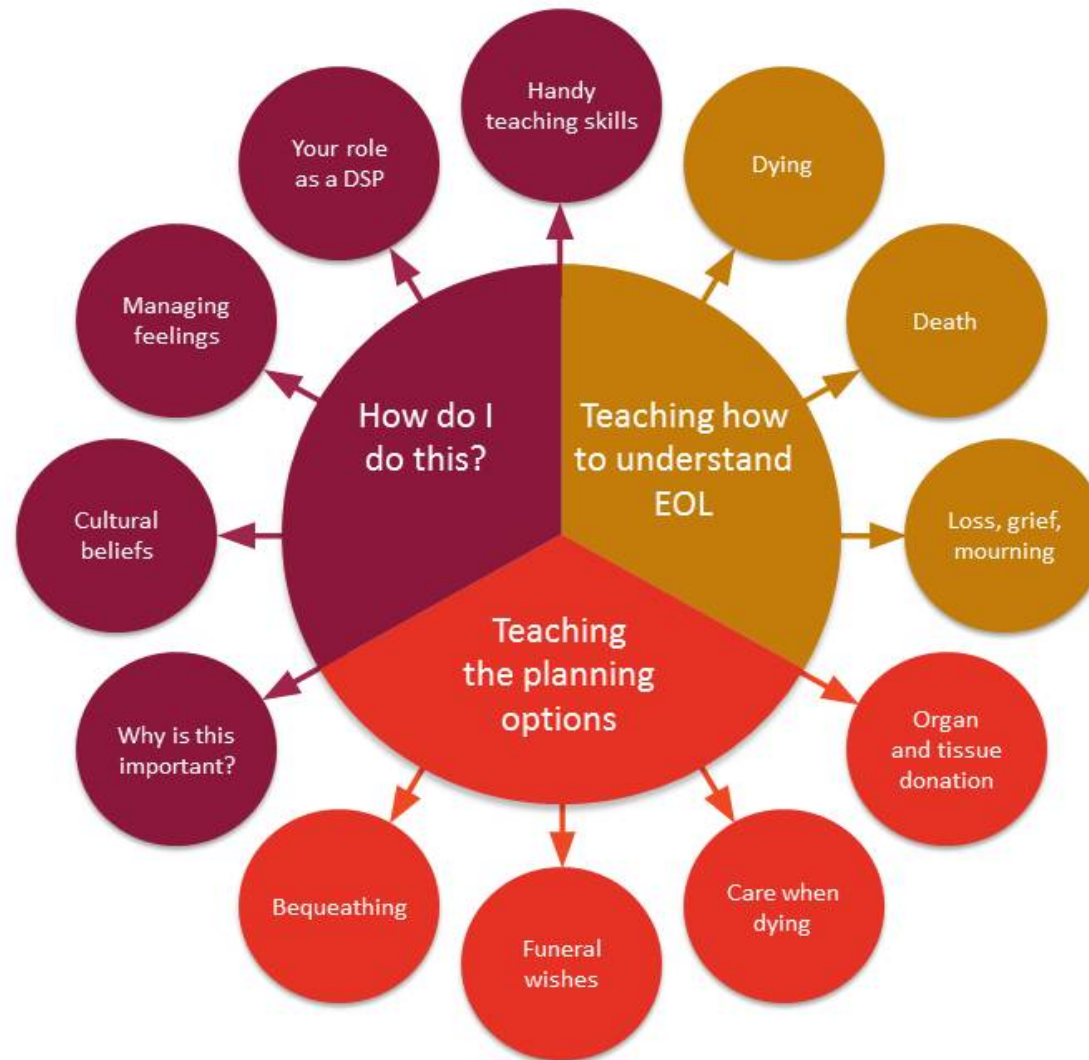 Handy
teaching skills
Dying
Death
Loss, grief,
mourning
Organ
and tissue
donation
Care when
dying
Funeral
wishes
Bequeathing
Why is this
important?
Cultural
beliefs
Managing
feelings
Your role
as a DSP
How do I
do this?
Teaching how
to understand
EOL
Teaching
the planning
options